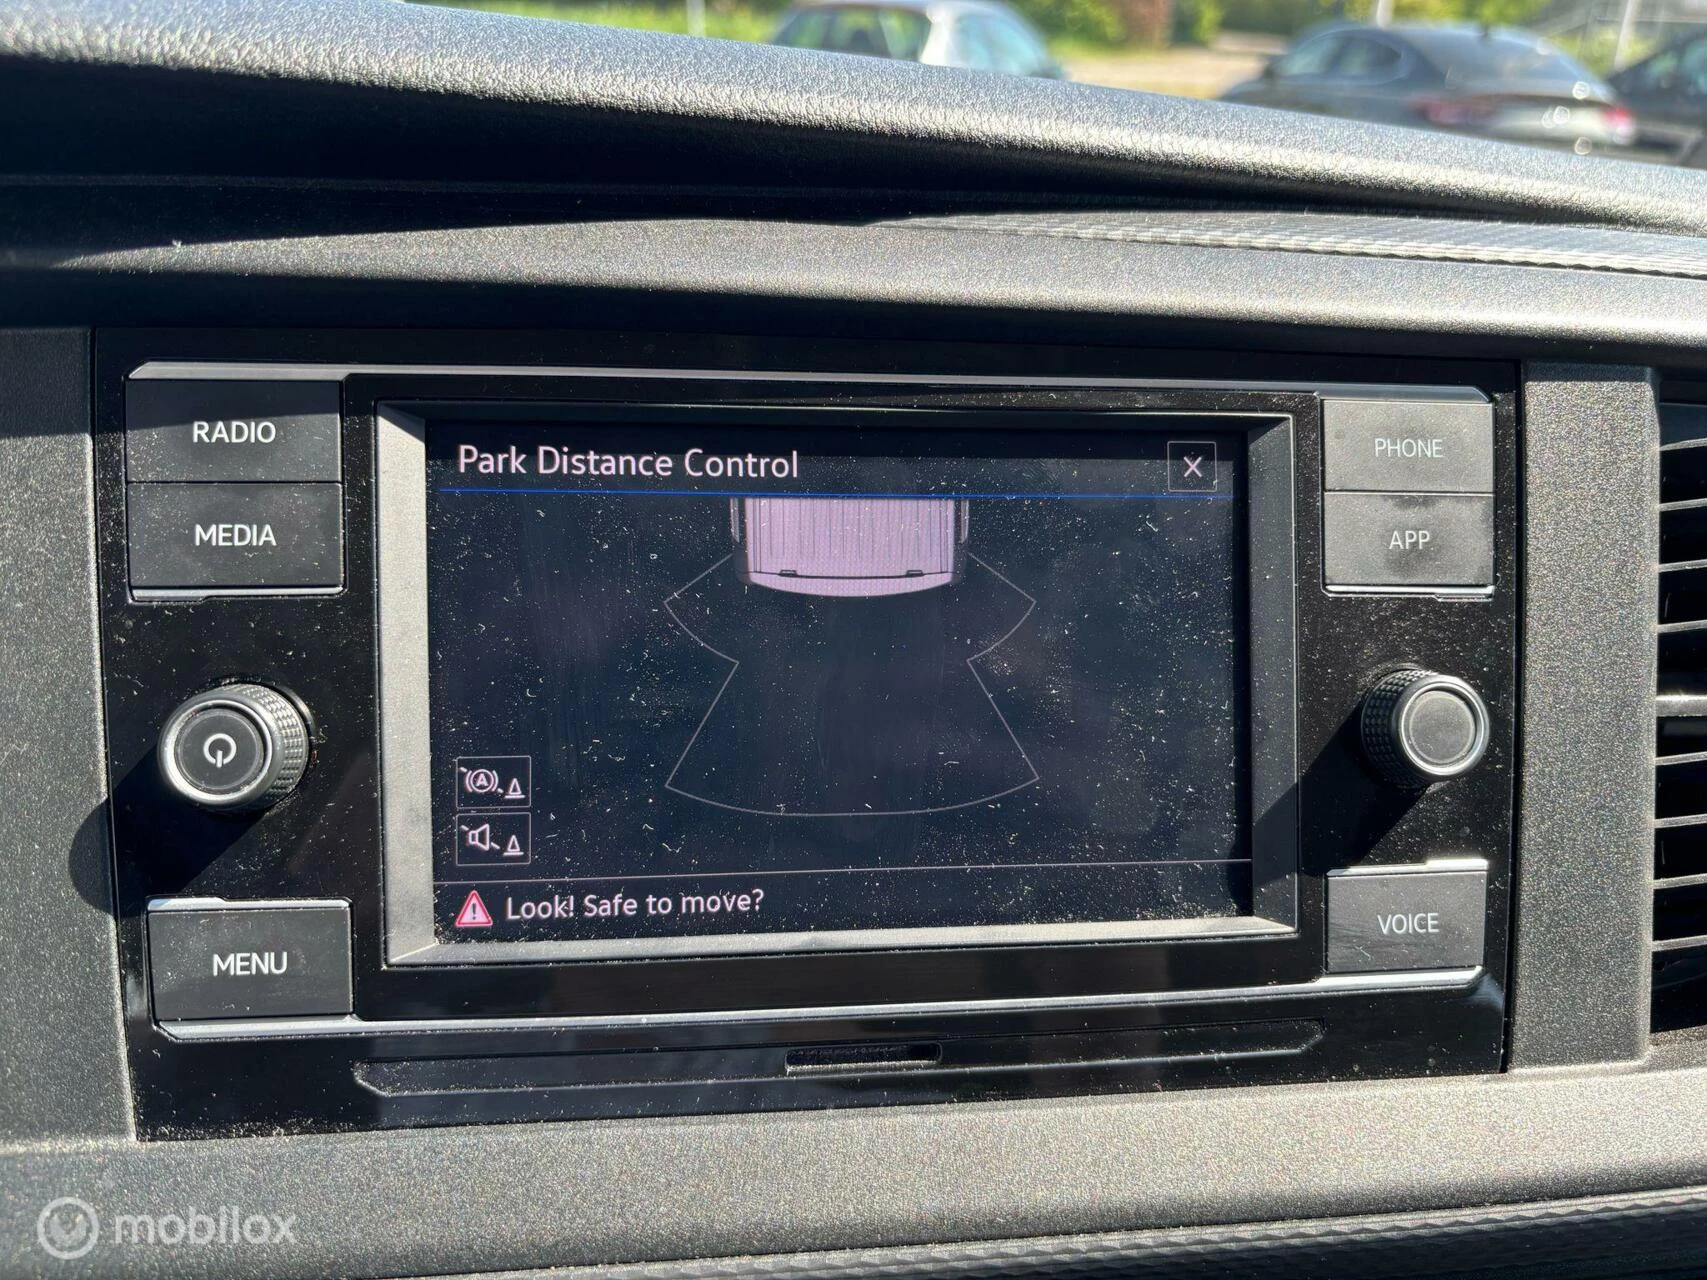 RADIO
MEDIA
MENU
Park Distance Control
X
A
Look! Safe to move?
PHONE
APP
VOICE
mobilox